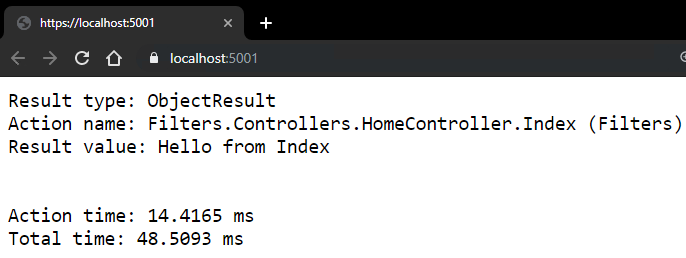 https://localhost:5001
localhost:5001
Result type: ObjectResult
Action name: Filters.Controllers.HomeController.Index (Filters)
Result value: Hello from Index
Action time: 14.4165 ms
Total time: 48.5093 ms